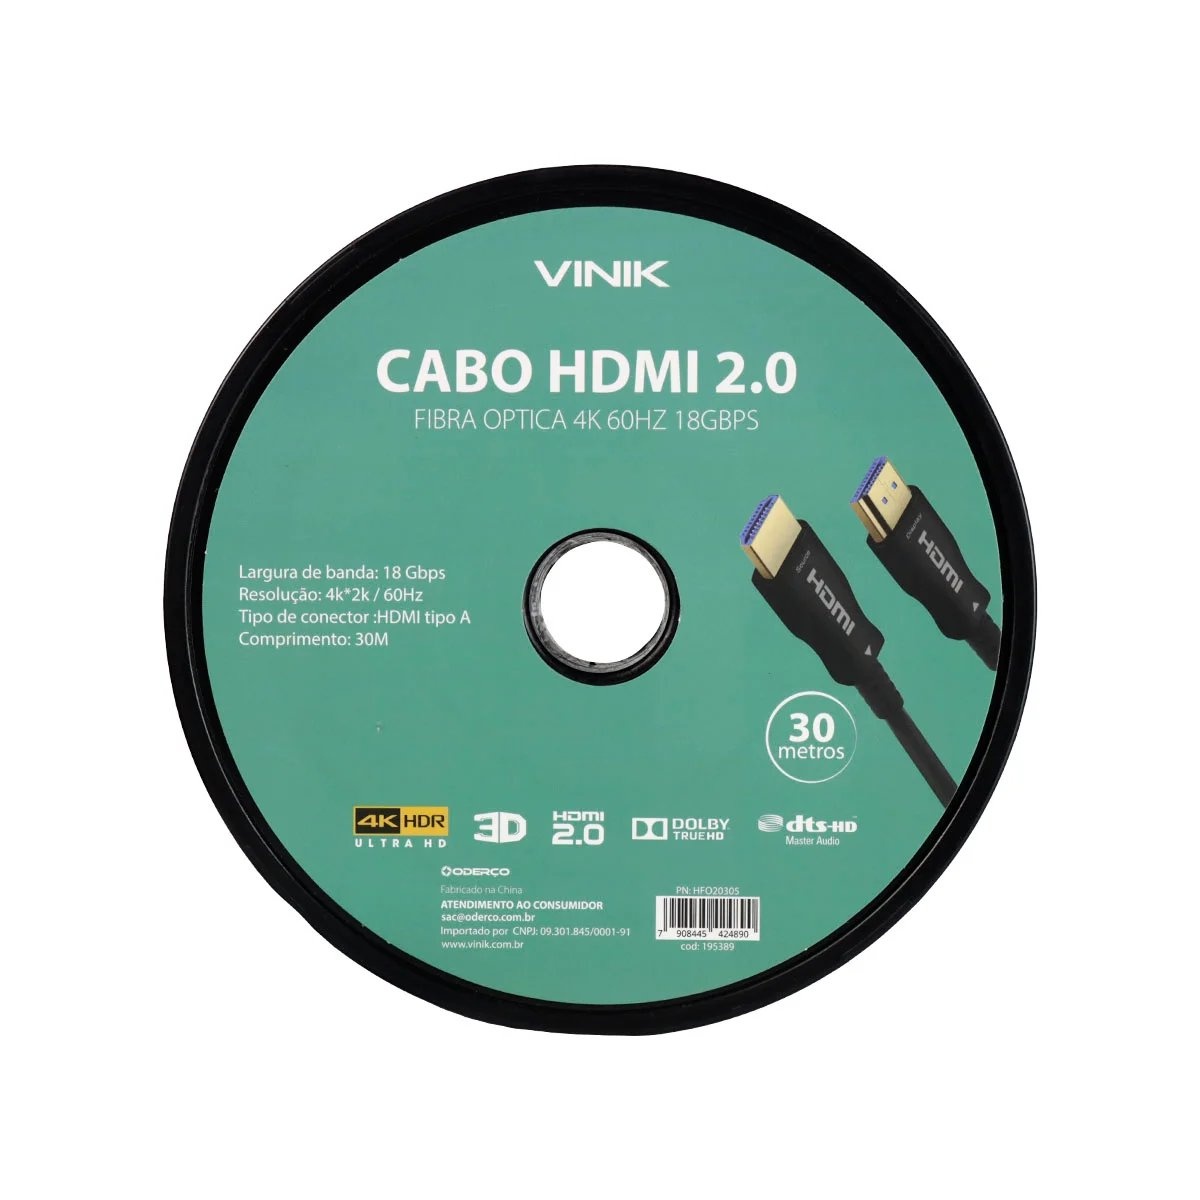 VINIK
CABO HDMI 2.0
FIBRA OPTICA 4K 60HZ 18GBPS
Display
HDMI
Source
HDMI
Largura de banda: 18 Gbps
Resolução: 4k*2k / 60Hz
Tipo de conector :HDMI tipo A
Comprimento: 30M
30
metros
4K HDR
ULTRA HD
3D
HDMI
2.0
DOLBY
TRUEHD
dts-HD
Master Audio
ODERÇO
Fabricado na China
ATENDIMENTO AO CONSUMIDOR
sac@oderco.com.br
Importado por CNPJ: 09.301.845/0001-91
www.vinik.com.br
PN: HFO20305
7 908445 424890
cod: 195389